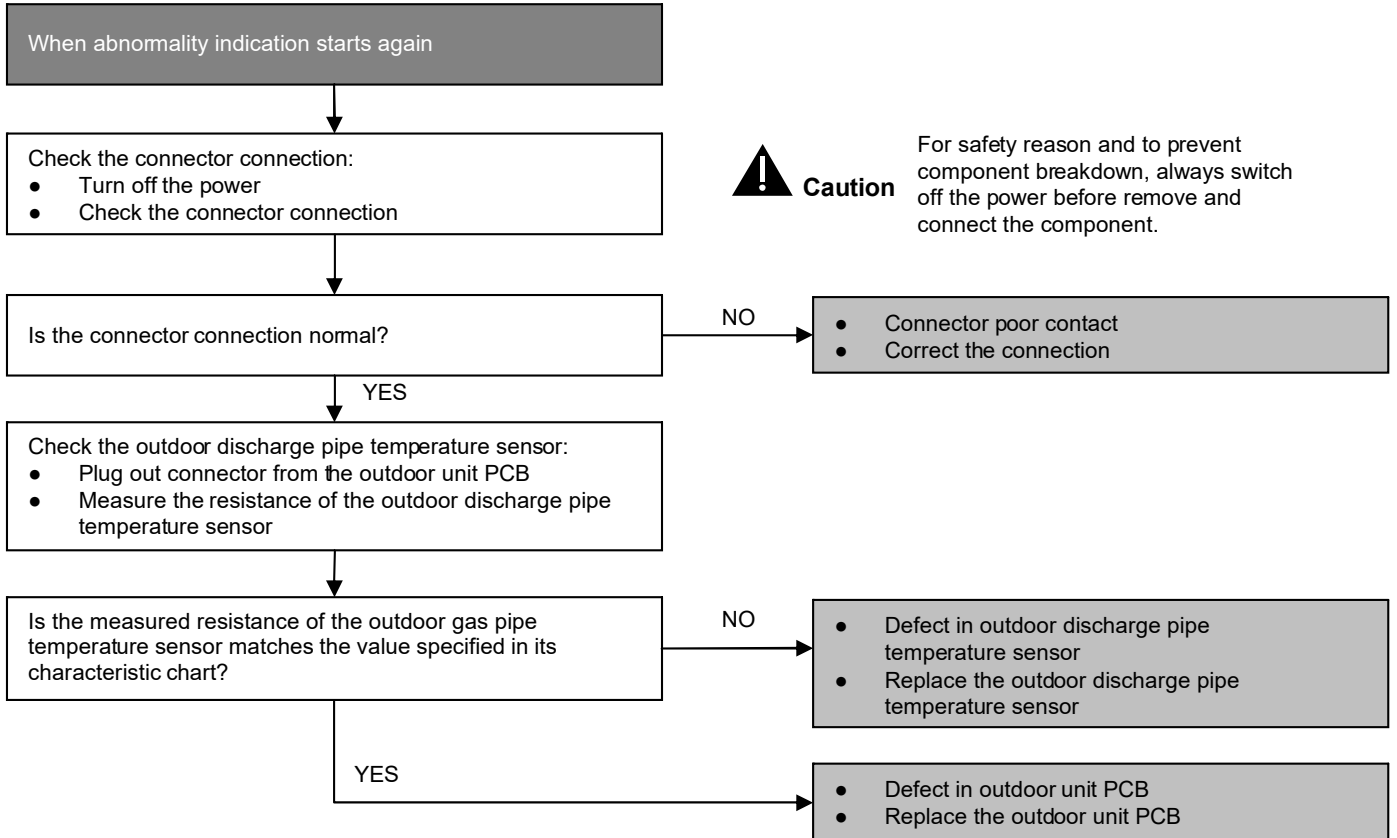 When abnormality indication starts again
Check the connector connection:
● Turn off the power
● Check the connector connection
Caution
For safety reason and to prevent
component breakdown, always switch
off the power before remove and
connect the component.
Is the connector connection normal?
NO
● Connector poor contact
● Correct the connection
YES
Check the outdoor discharge pipe temperature sensor:
● Plug out connector from the outdoor unit PCB
● Measure the resistance of the outdoor discharge pipe
temperature sensor
Is the measured resistance of the outdoor gas pipe
temperature sensor matches the value specified in its
characteristic chart?
NO
● Defect in outdoor discharge pipe
temperature sensor
● Replace the outdoor discharge pipe
temperature sensor
YES
● Defect in outdoor unit PCB
● Replace the outdoor unit PCB